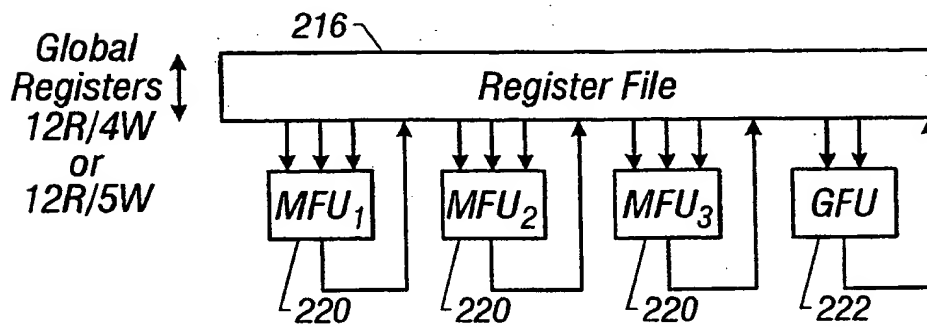 216
Global
Registers
12R/4W
or
12R/5W
Register File
MFU1
MFU2
MFU3
GFU
220
220
220
222